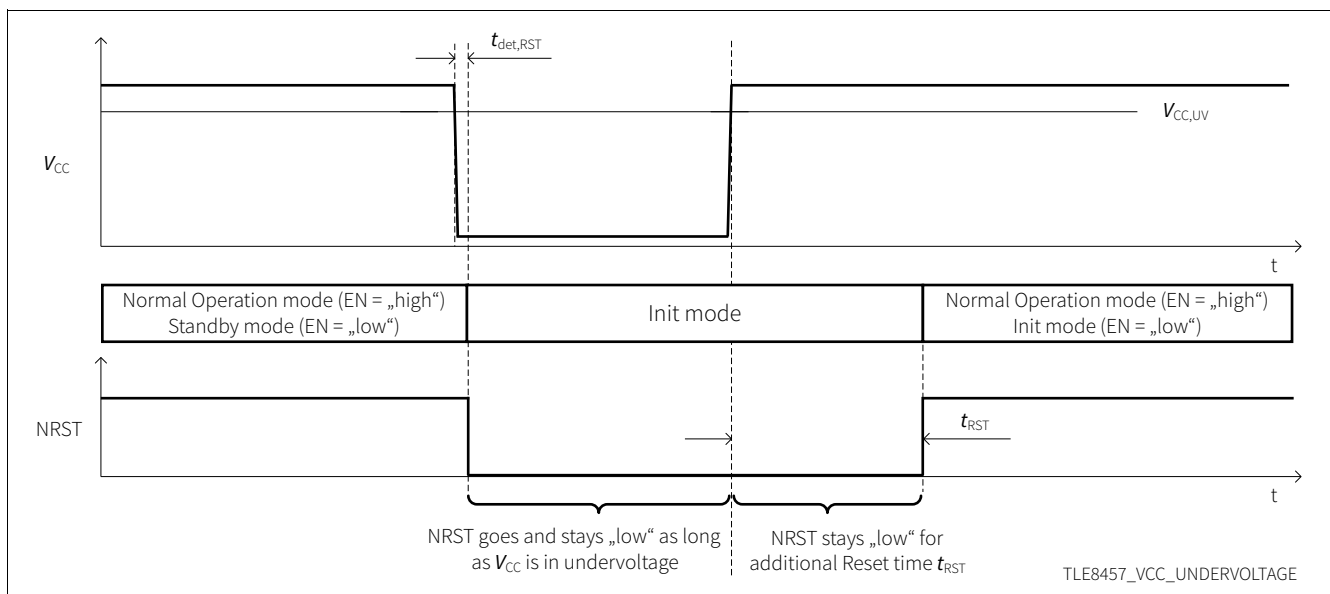 tdet,RST
VCC,UV
VCC
t
Normal Operation mode (EN = „high“)
Standby mode (EN = „low“)
Init mode
Normal Operation mode (EN = „high“)
Init mode (EN = „low“)
NRST
tRST
t
NRST goes and stays „low“ as long
as VCC is in undervoltage
NRST stays „low“ for
additional Reset time tRST
TLE8457_VCC_UNDERVOLTAGE